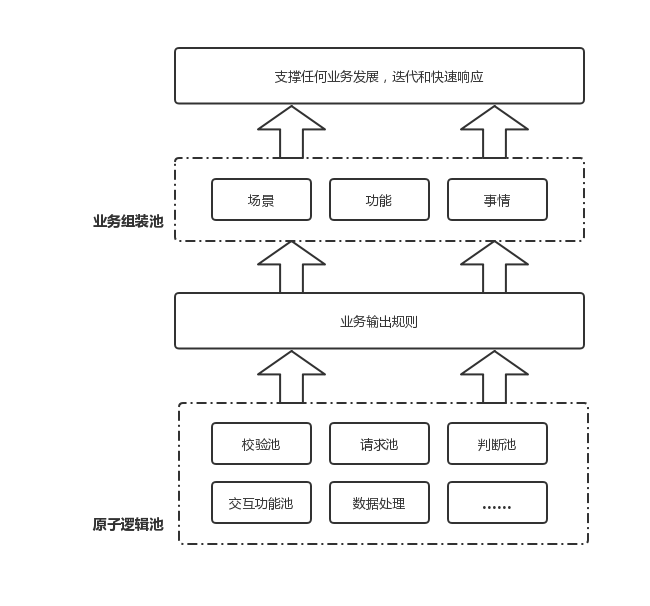 支撑任何业务发展，迭代和快速响应
场景
功能
事情
业务组装池
业务输出规则
校验池
请求池
判断池
交互功能池
数据处理
......
原子逻辑池